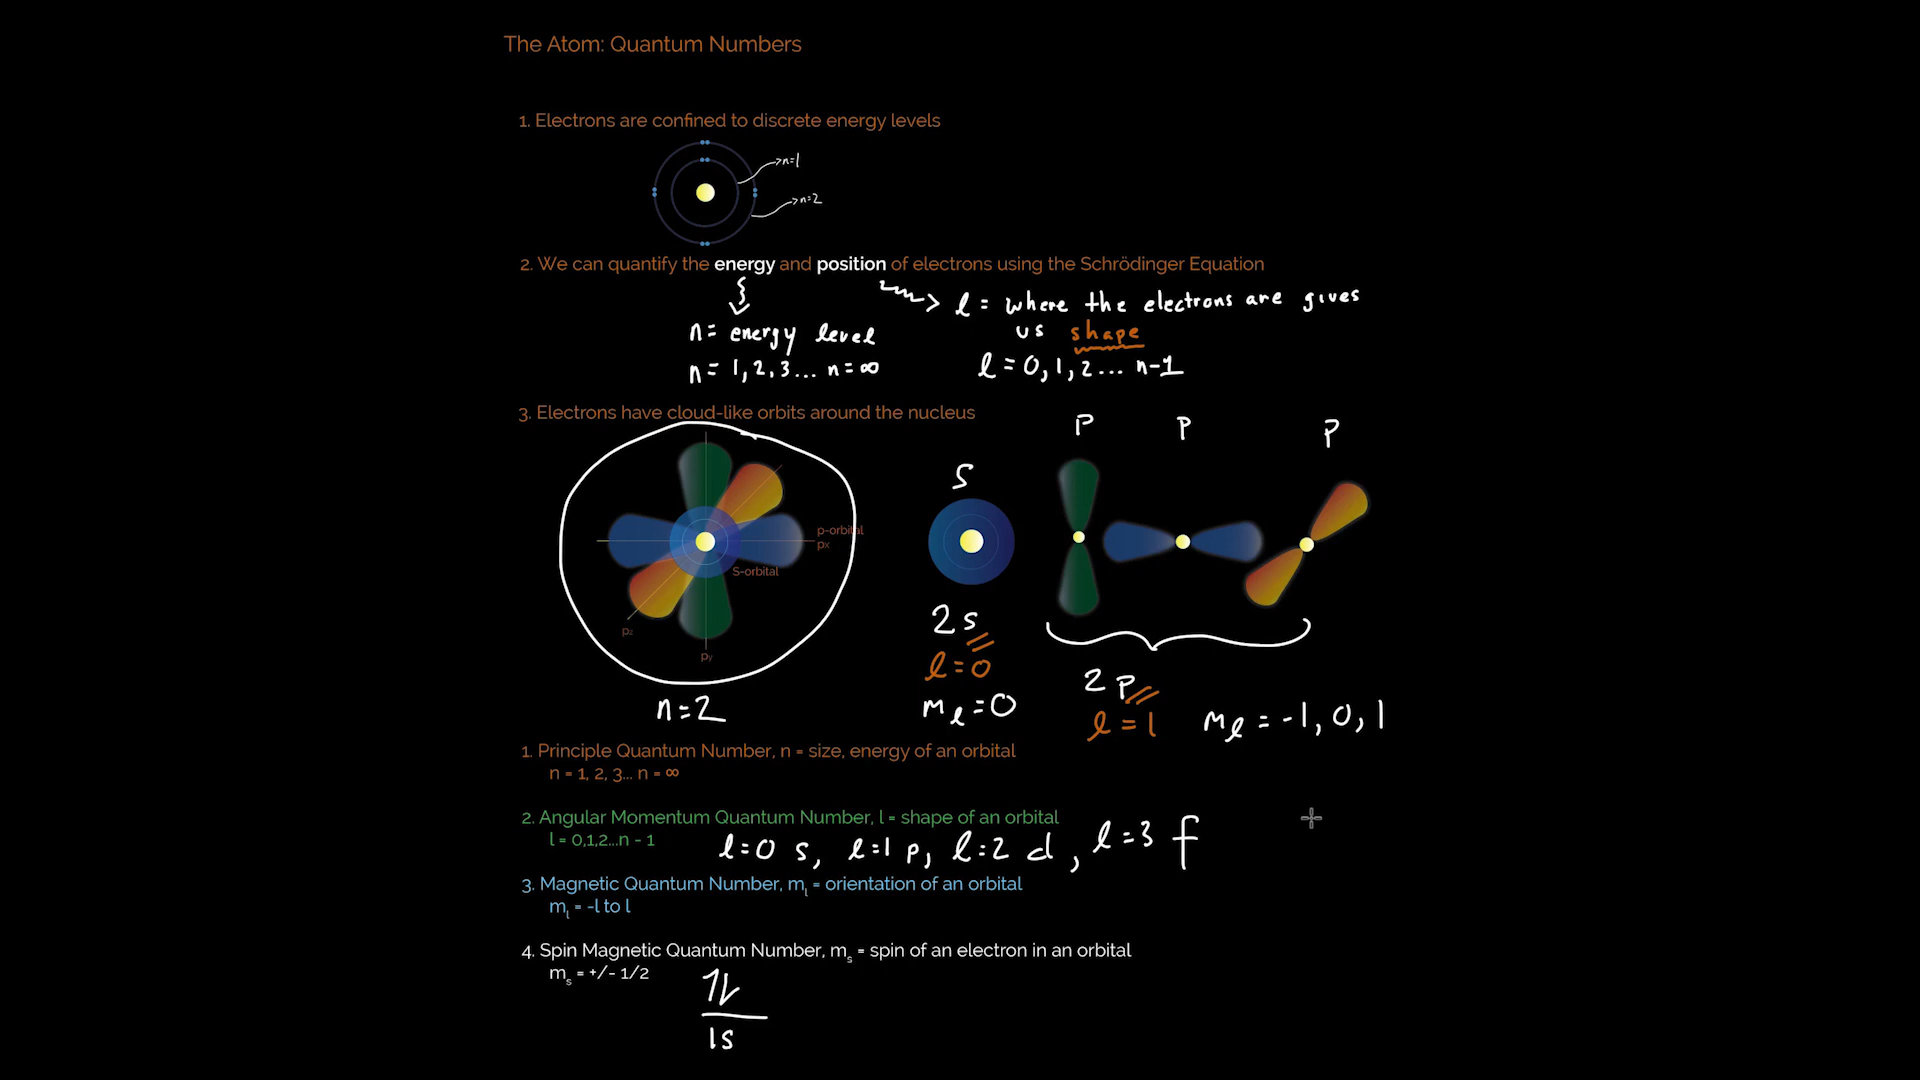 The Atom: Quantum Numbers
1. Electrons are confined to discrete energy levels
n=1
n=2
2. We can quantify the energy and position of electrons using the Schrödinger Equation
n = energy level
n = 1, 2, 3... n = ∞
l = where the electrons are gives
us shape
l = 0, 1, 2... n-1
3. Electrons have cloud-like orbits around the nucleus
p-orbital
px
S-orbital
pz
py
n=2
S
2s
l=0
ml=0
P
P
P
2p
l=1
ml = -1, 0, 1
1. Principle Quantum Number, n = size, energy of an orbital
n = 1, 2, 3... n = ∞
2. Angular Momentum Quantum Number, l = shape of an orbital
l = 0,1,2...n - 1
l=0 s, l=1 p, l=2 d, l=3 f
3. Magnetic Quantum Number, ml = orientation of an orbital
ml = -l to l
4. Spin Magnetic Quantum Number, ms = spin of an electron in an orbital
ms = +/- 1/2
1s